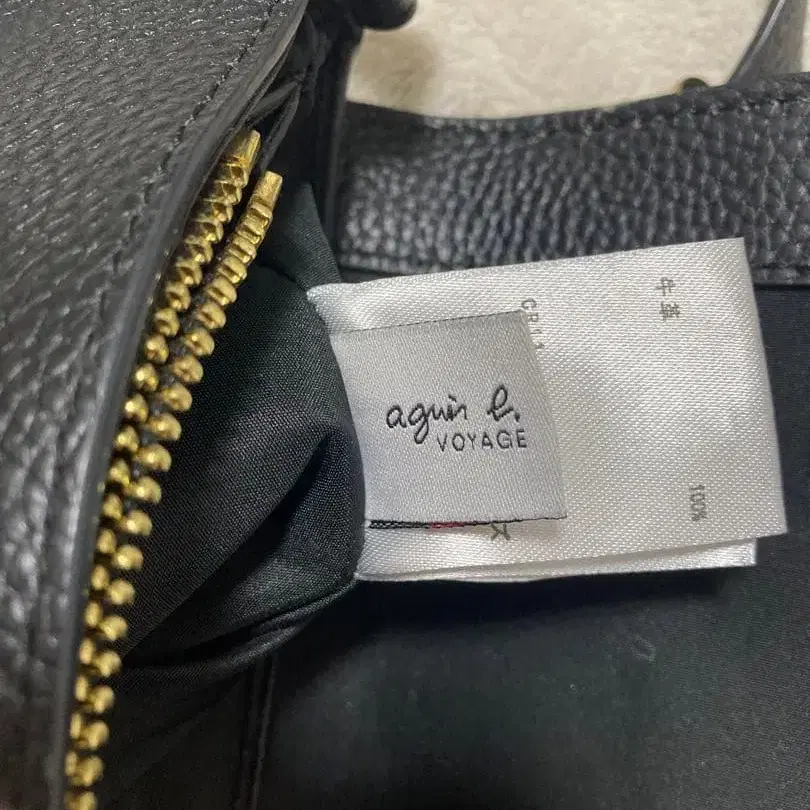 agnès b.
VOYAGE
牛革
100%